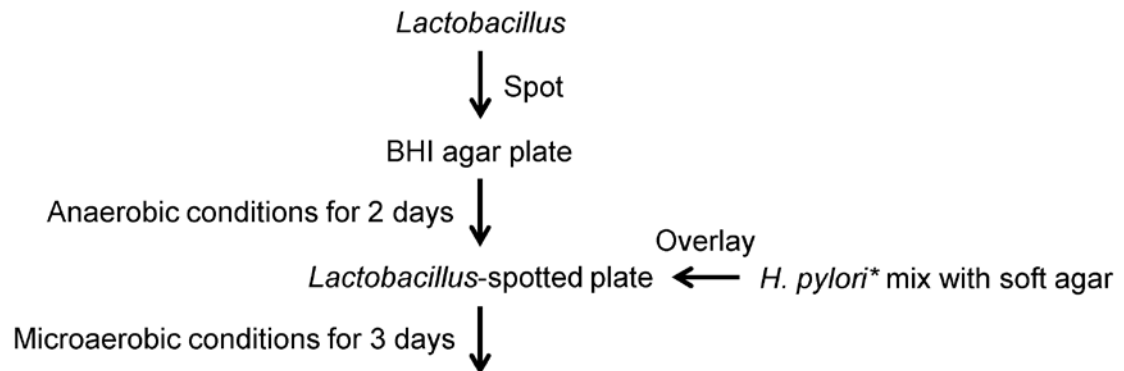 Lactobacillus
Spot
BHI agar plate
Anaerobic conditions for 2 days
Overlay
Lactobacillus-spotted plate
H. pylori* mix with soft agar
Microaerobic conditions for 3 days